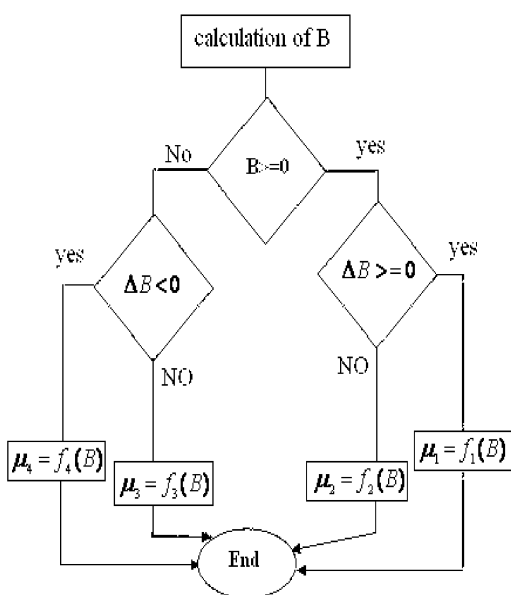 calculation of B
No
B>=0
yes
yes
ΔB<0
ΔB>=0
yes
NO
NO
μ₄ = f₄(B)
μ₃ = f₃(B)
μ₂ = f₂(B)
μ₁ = f₁(B)
End